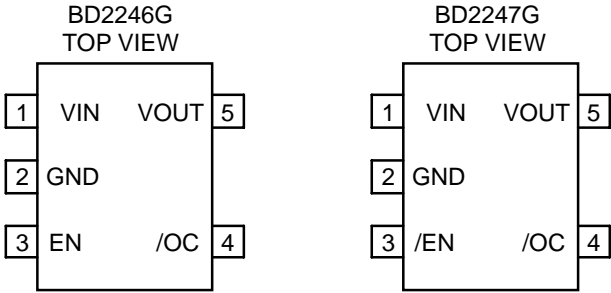 BD2246G
TOP VIEW
1 VIN VOUT 5
2 GND
3 EN /OC 4
BD2247G
TOP VIEW
1 VIN VOUT 5
2 GND
3 /EN /OC 4